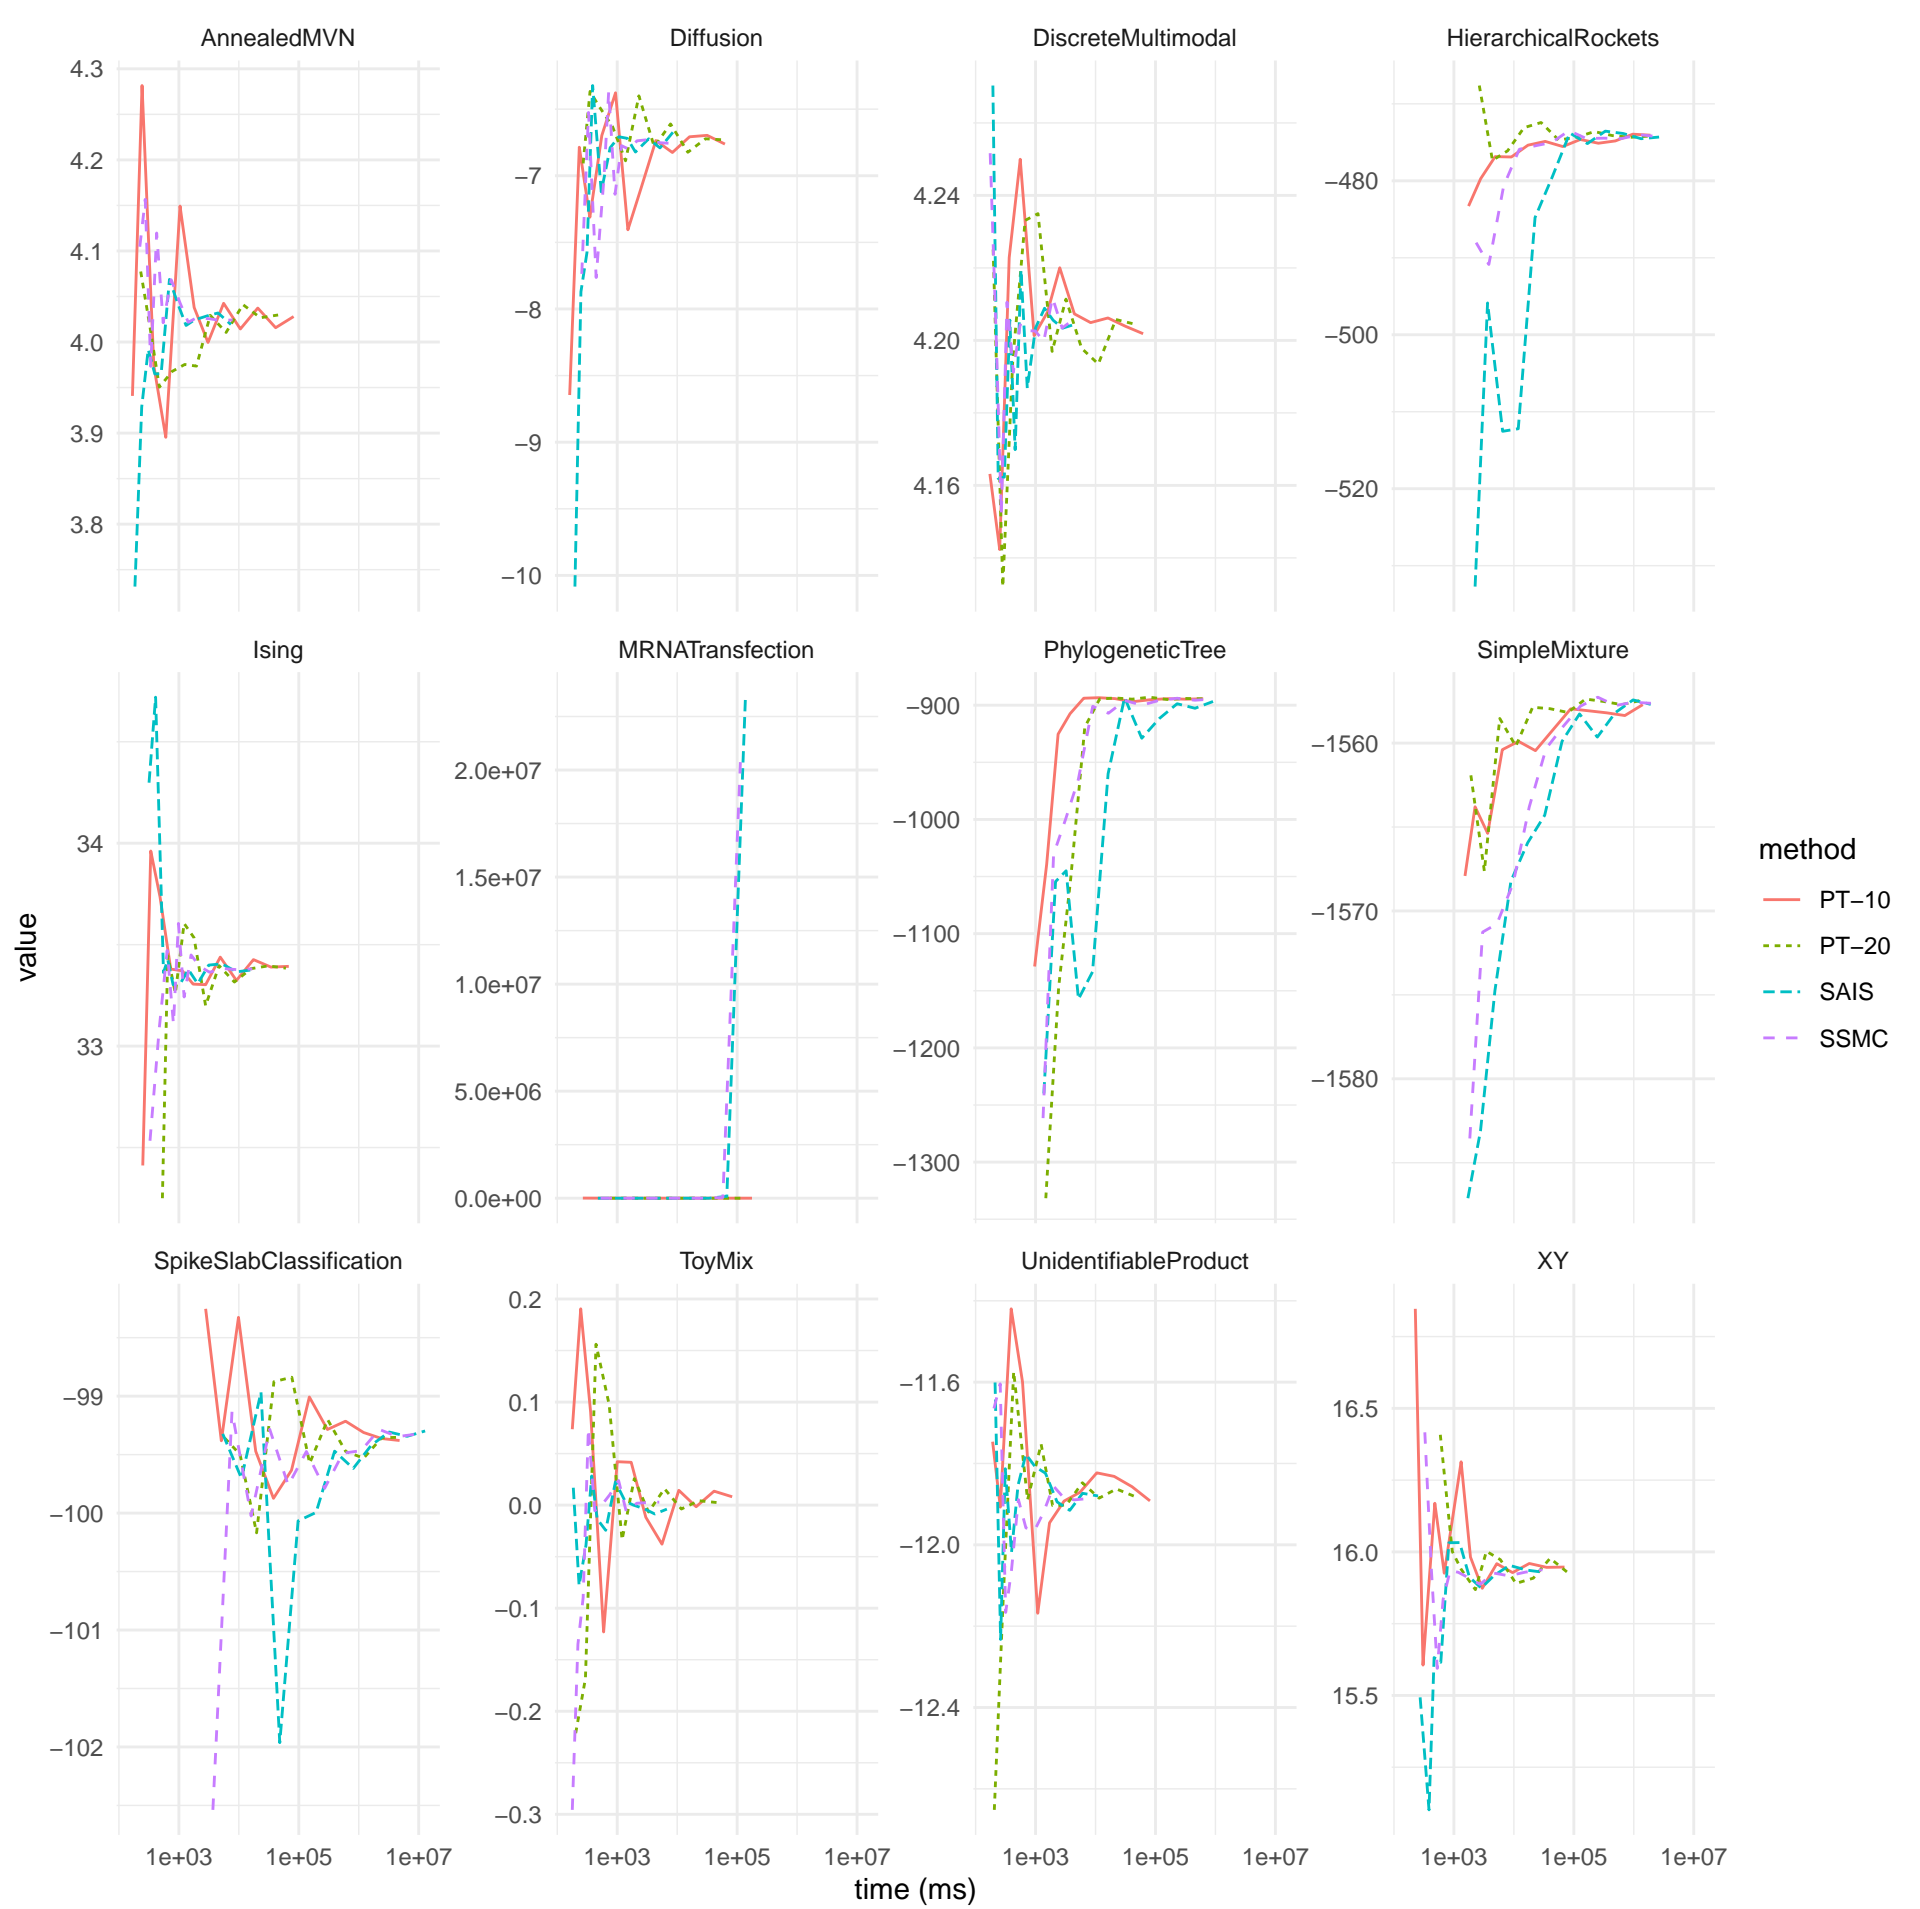 AnnealedMVN
Diffusion
DiscreteMultimodal
HierarchicalRockets
4.3
4.2
4.1
4.0
3.9
3.8
−7
−8
−9
−10
4.24
4.20
4.16
−480
−500
−520
Ising
MRNATransfection
PhylogeneticTree
SimpleMixture
34
33
2.0e+07
1.5e+07
1.0e+07
5.0e+06
0.0e+00
−900
−1000
−1100
−1200
−1300
−1560
−1570
−1580
SpikeSlabClassification
ToyMix
UnidentifiableProduct
XY
−99
−100
−101
−102
0.2
0.1
0.0
−0.1
−0.2
−0.3
−11.6
−12.0
−12.4
16.5
16.0
15.5
1e+03 1e+05 1e+07
1e+03 1e+05 1e+07
1e+03 1e+05 1e+07
1e+03 1e+05 1e+07
time (ms)
value
method
PT−10
PT−20
SAIS
SSMC